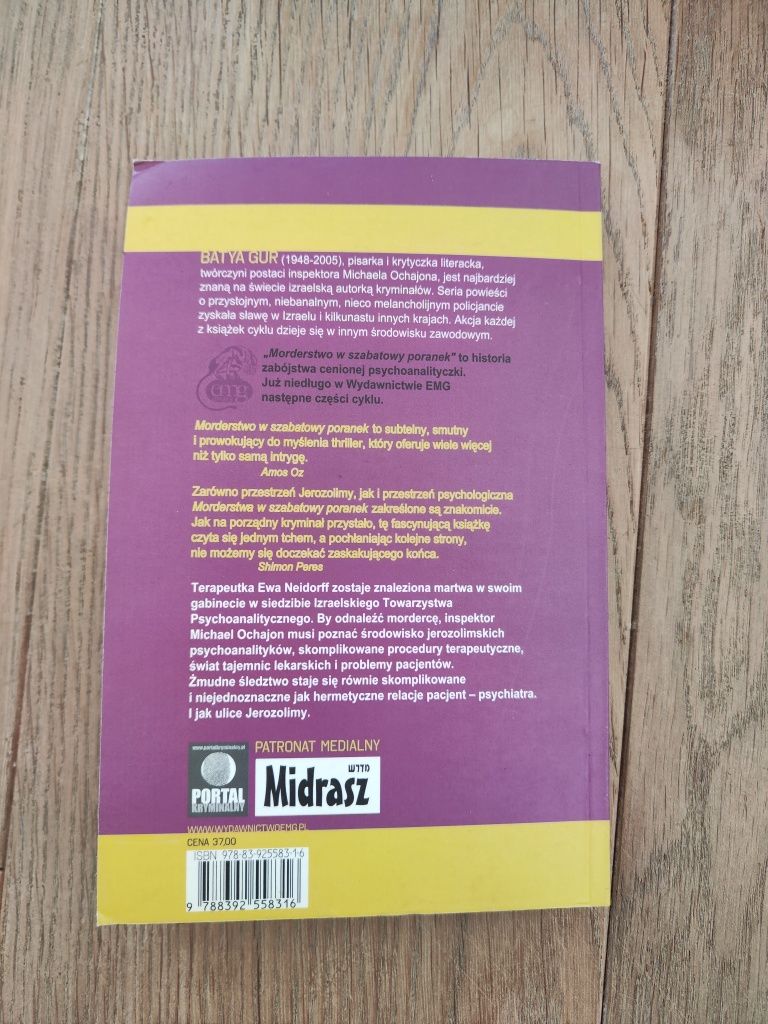 BATYA GUR (1948-2005), pisarka i krytyczka literacka,
twórczyni postaci inspektora Michaela Ochajona, jest najbardziej
znaną na świecie izraelską autorką kryminałów. Seria powieści
o przystojnym, niebanalnym, nieco melancholijnym policjancie
zyskała sławę w Izraelu i kilkunastu innych krajach. Akcja każdej
z książek cyklu dzieje się w innym środowisku zawodowym.
emg
„Morderstwo w szabatowy poranek" to historia
zabójstwa cenionej psychoanalityczki.
Już niedługo w Wydawnictwie EMG
następne części cyklu.
Morderstwo w szabatowy poranek to subtelny, smutny
i prowokujący do myślenia thriller, który oferuje wiele więcej
niż tylko samą intrygę.
Amos Oz
Zarówno przestrzeń Jerozolimy, jak i przestrzeń psychologiczna
Morderstwa w szabatowy poranek zakreślone są znakomicie.
Jak na porządny kryminał przystało, tę fascynującą książkę
czyta się jednym tchem, a pochłaniając kolejne strony,
nie możemy się doczekać zaskakującego końca.
Shimon Peres
Terapeutka Ewa Neidorff zostaje znaleziona martwa w swoim
gabinecie w siedzibie Izraelskiego Towarzystwa
Psychoanalitycznego. By odnaleźć mordercę, inspektor
Michael Ochajon musi poznać środowisko jerozolimskich
psychoanalityków, skomplikowane procedury terapeutyczne,
świat tajemnic lekarskich i problemy pacjentów.
Żmudne śledztwo staje się równie skomplikowane
i niejednoznaczne jak hermetyczne relacje pacjent – psychiatra.
I jak ulice Jerozolimy.
www.portalkryminalny.pl
PORTAL
KRYMINALNY
PATRONAT MEDIALNY
מדרש
Midrasz
WWW.WYDAWNICTWOEMG.PL
CENA 37,00
ISBN 978-83-925583-1-6
9 788392 558316